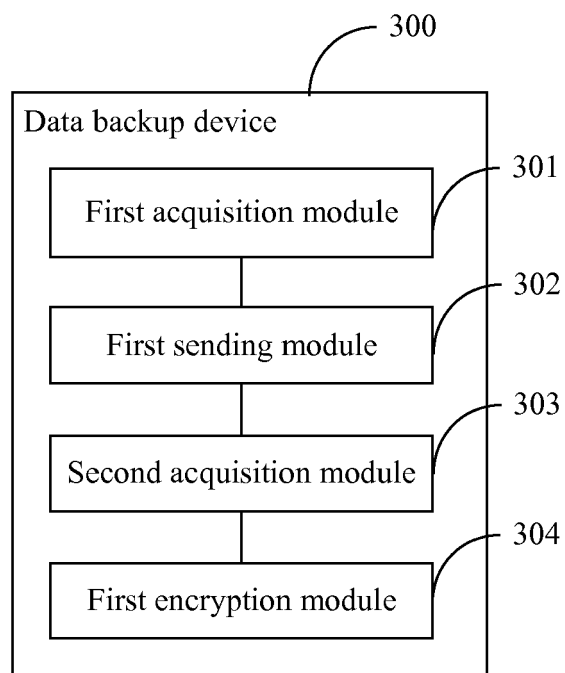 300
Data backup device
301
First acquisition module
302
First sending module
303
Second acquisition module
304
First encryption module